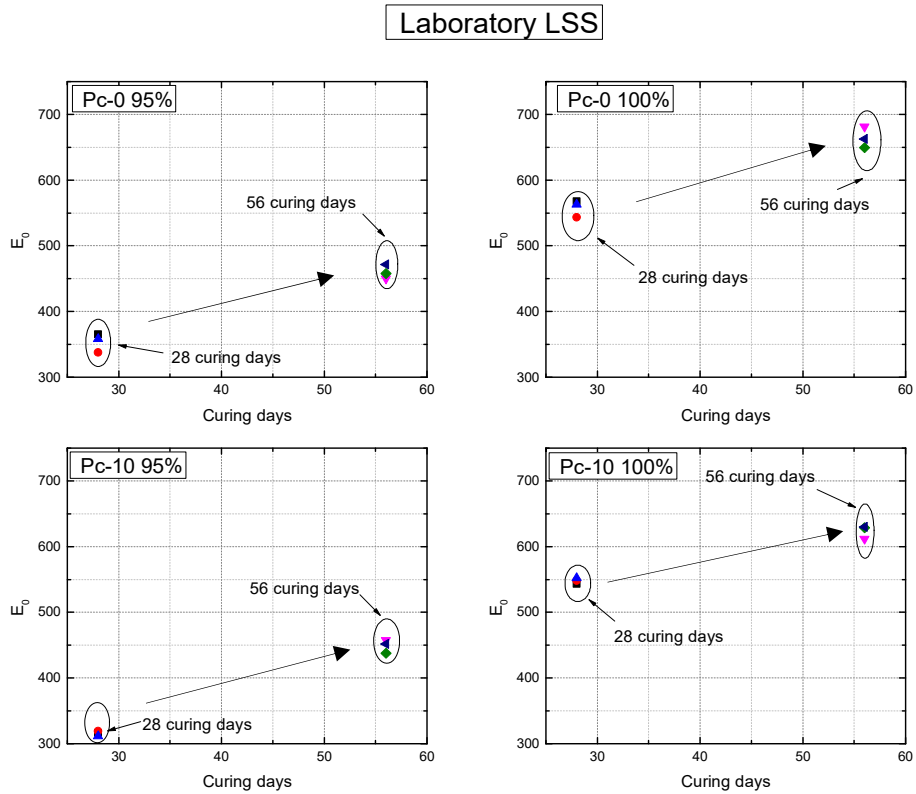 Laboratory LSS
Pc-0 95%
700
600
500
400
300
E0
56 curing days
28 curing days
30
40
50
60
Curing days
Pc-0 100%
700
600
500
400
300
E0
56 curing days
28 curing days
30
40
50
60
Curing days
Pc-10 95%
700
600
500
400
300
E0
56 curing days
28 curing days
30
40
50
60
Curing days
Pc-10 100%
700
600
500
400
300
E0
56 curing days
28 curing days
30
40
50
60
Curing days